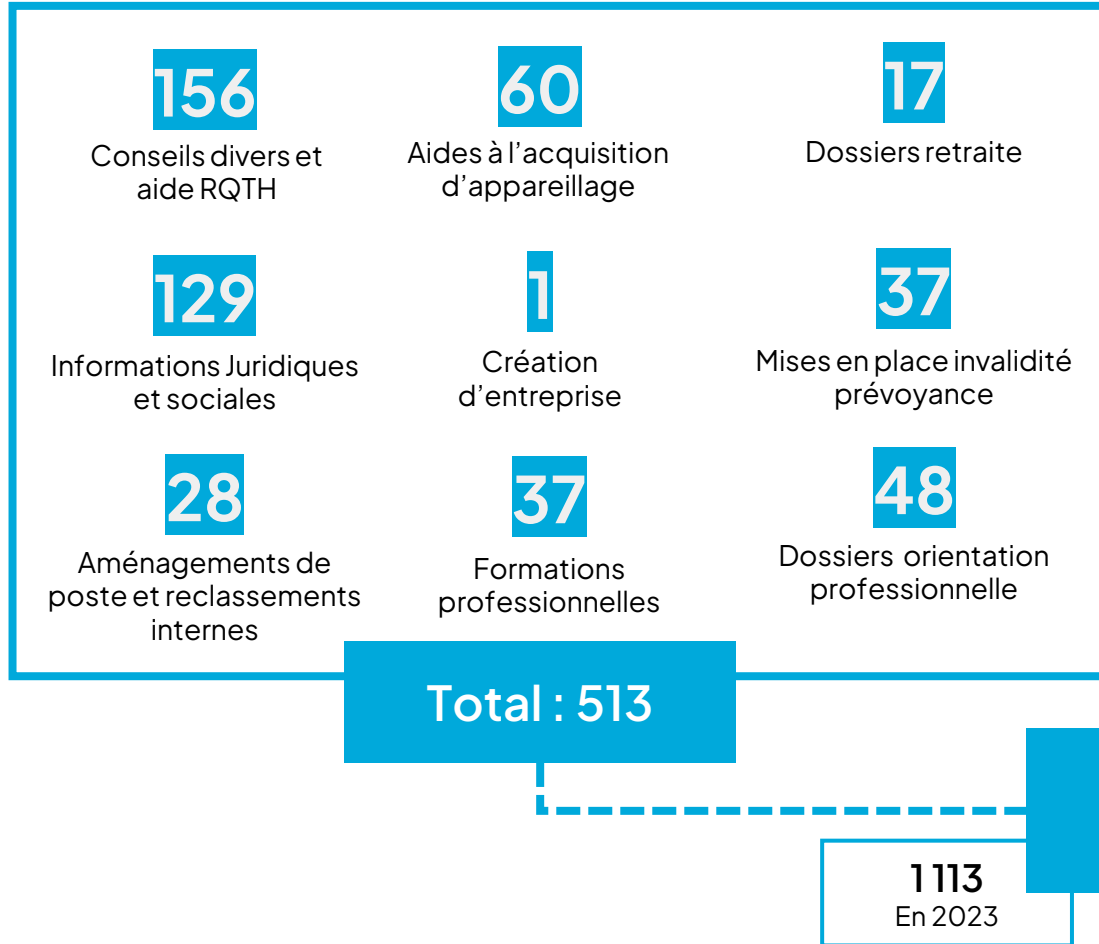 156
Conseils divers et
aide RQTH
60
Aides à l’acquisition
d’appareillage
17
Dossiers retraite
129
Informations Juridiques
et sociales
1
Création
d’entreprise
37
Mises en place invalidité
prévoyance
28
Aménagements de
poste et reclassements
internes
37
Formations
professionnelles
48
Dossiers orientation
professionnelle
Total : 513
1 113
En 2023